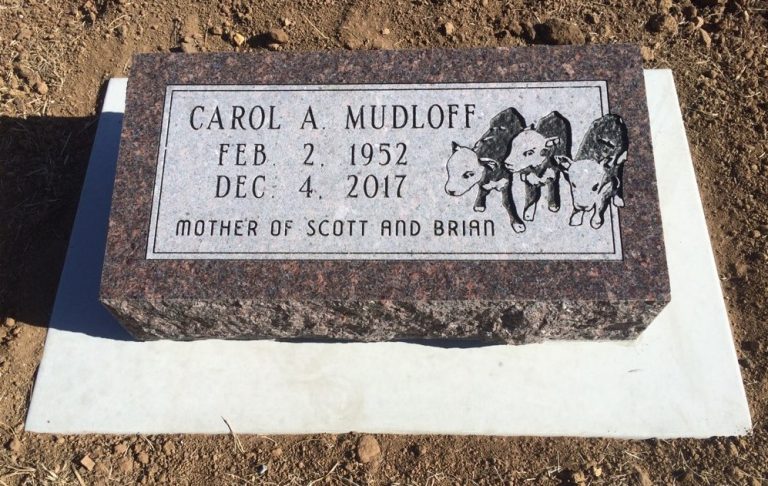 CAROL A. MUDLOFF
FEB. 2, 1952
DEC. 4, 2017
MOTHER OF SCOTT AND BRIAN